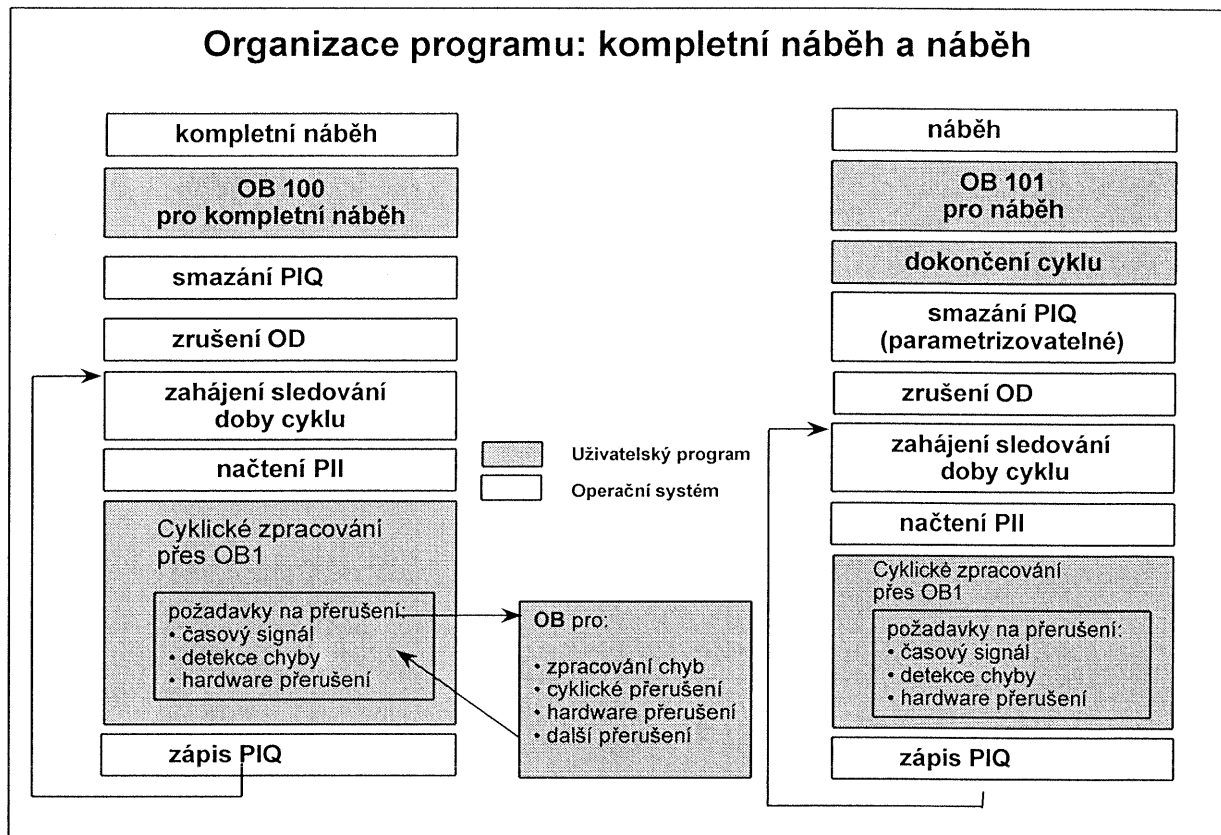 Organizace programu: kompletní náběh a náběh
kompletní náběh
OB 100
pro kompletní náběh
smazání PIQ
zrušení OD
zahájení sledování
doby cyklu
načtení PII
Cyklické zpracování
přes OB1
požadavky na přerušení:
• časový signál
• detekce chyby
• hardware přerušení
zápis PIQ
Uživatelský program
Operační systém
OB pro:
• zpracování chyb
• cyklické přerušení
• hardware přerušení
• další přerušení
náběh
OB 101
pro náběh
dokončení cyklu
smazání PIQ
(parametrizovatelné)
zrušení OD
zahájení sledování
doby cyklu
načtení PII
Cyklické zpracování
přes OB1
požadavky na přerušení:
• časový signál
• detekce chyby
• hardware přerušení
zápis PIQ